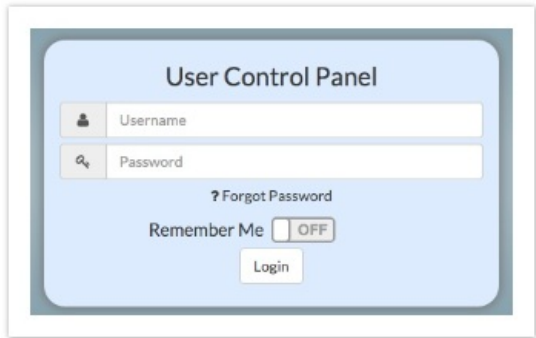 User Control Panel
Username
Password
? Forgot Password
Remember Me OFF
Login